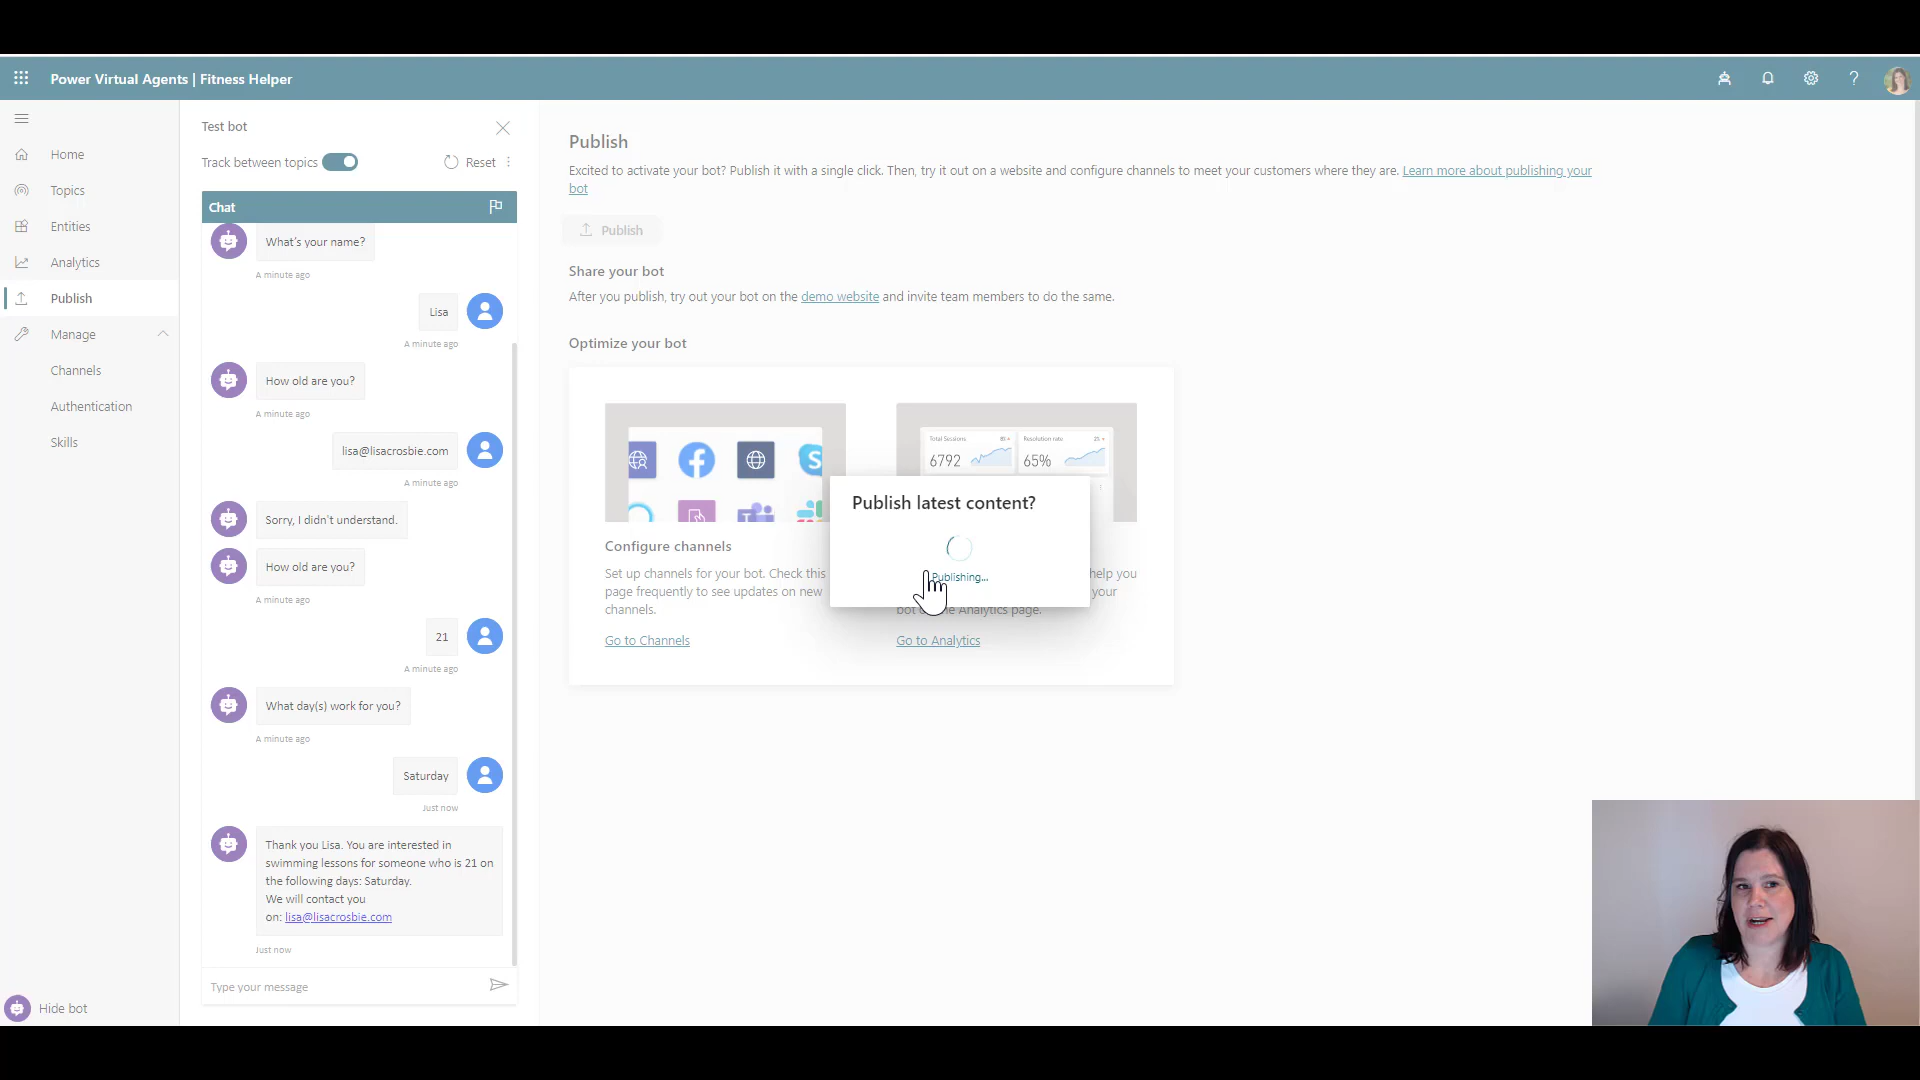 Power Virtual Agents | Fitness Helper
?
Home
Topics
Entities
Analytics
Publish
Manage
Channels
Authentication
Skills
Hide bot
Test bot
Track between topics
Reset
Chat
What's your name?
A minute ago
Lisa
A minute ago
How old are you?
A minute ago
lisa@lisacrosbie.com
A minute ago
Sorry, I didn't understand.
How old are you?
A minute ago
21
A minute ago
What day(s) work for you?
A minute ago
Saturday
Just now
Thank you Lisa. You are interested in
swimming lessons for someone who is 21 on
the following days: Saturday.
We will contact you
on: lisa@lisacrosbie.com
Just now
Type your message
Publish
Excited to activate your bot? Publish it with a single click. Then, try it out on a website and configure channels to meet your customers where they are. Learn more about publishing your
bot
Publish
Share your bot
After you publish, try out your bot on the demo website and invite team members to do the same.
Optimize your bot
Configure channels
Set up channels for your bot. Check this
page frequently to see updates on new
channels.
Go to Channels
Total Sessions
6792
Resolution rate
65%
help you
your
bot on the Analytics page.
Go to Analytics
Publish latest content?
Publishing...